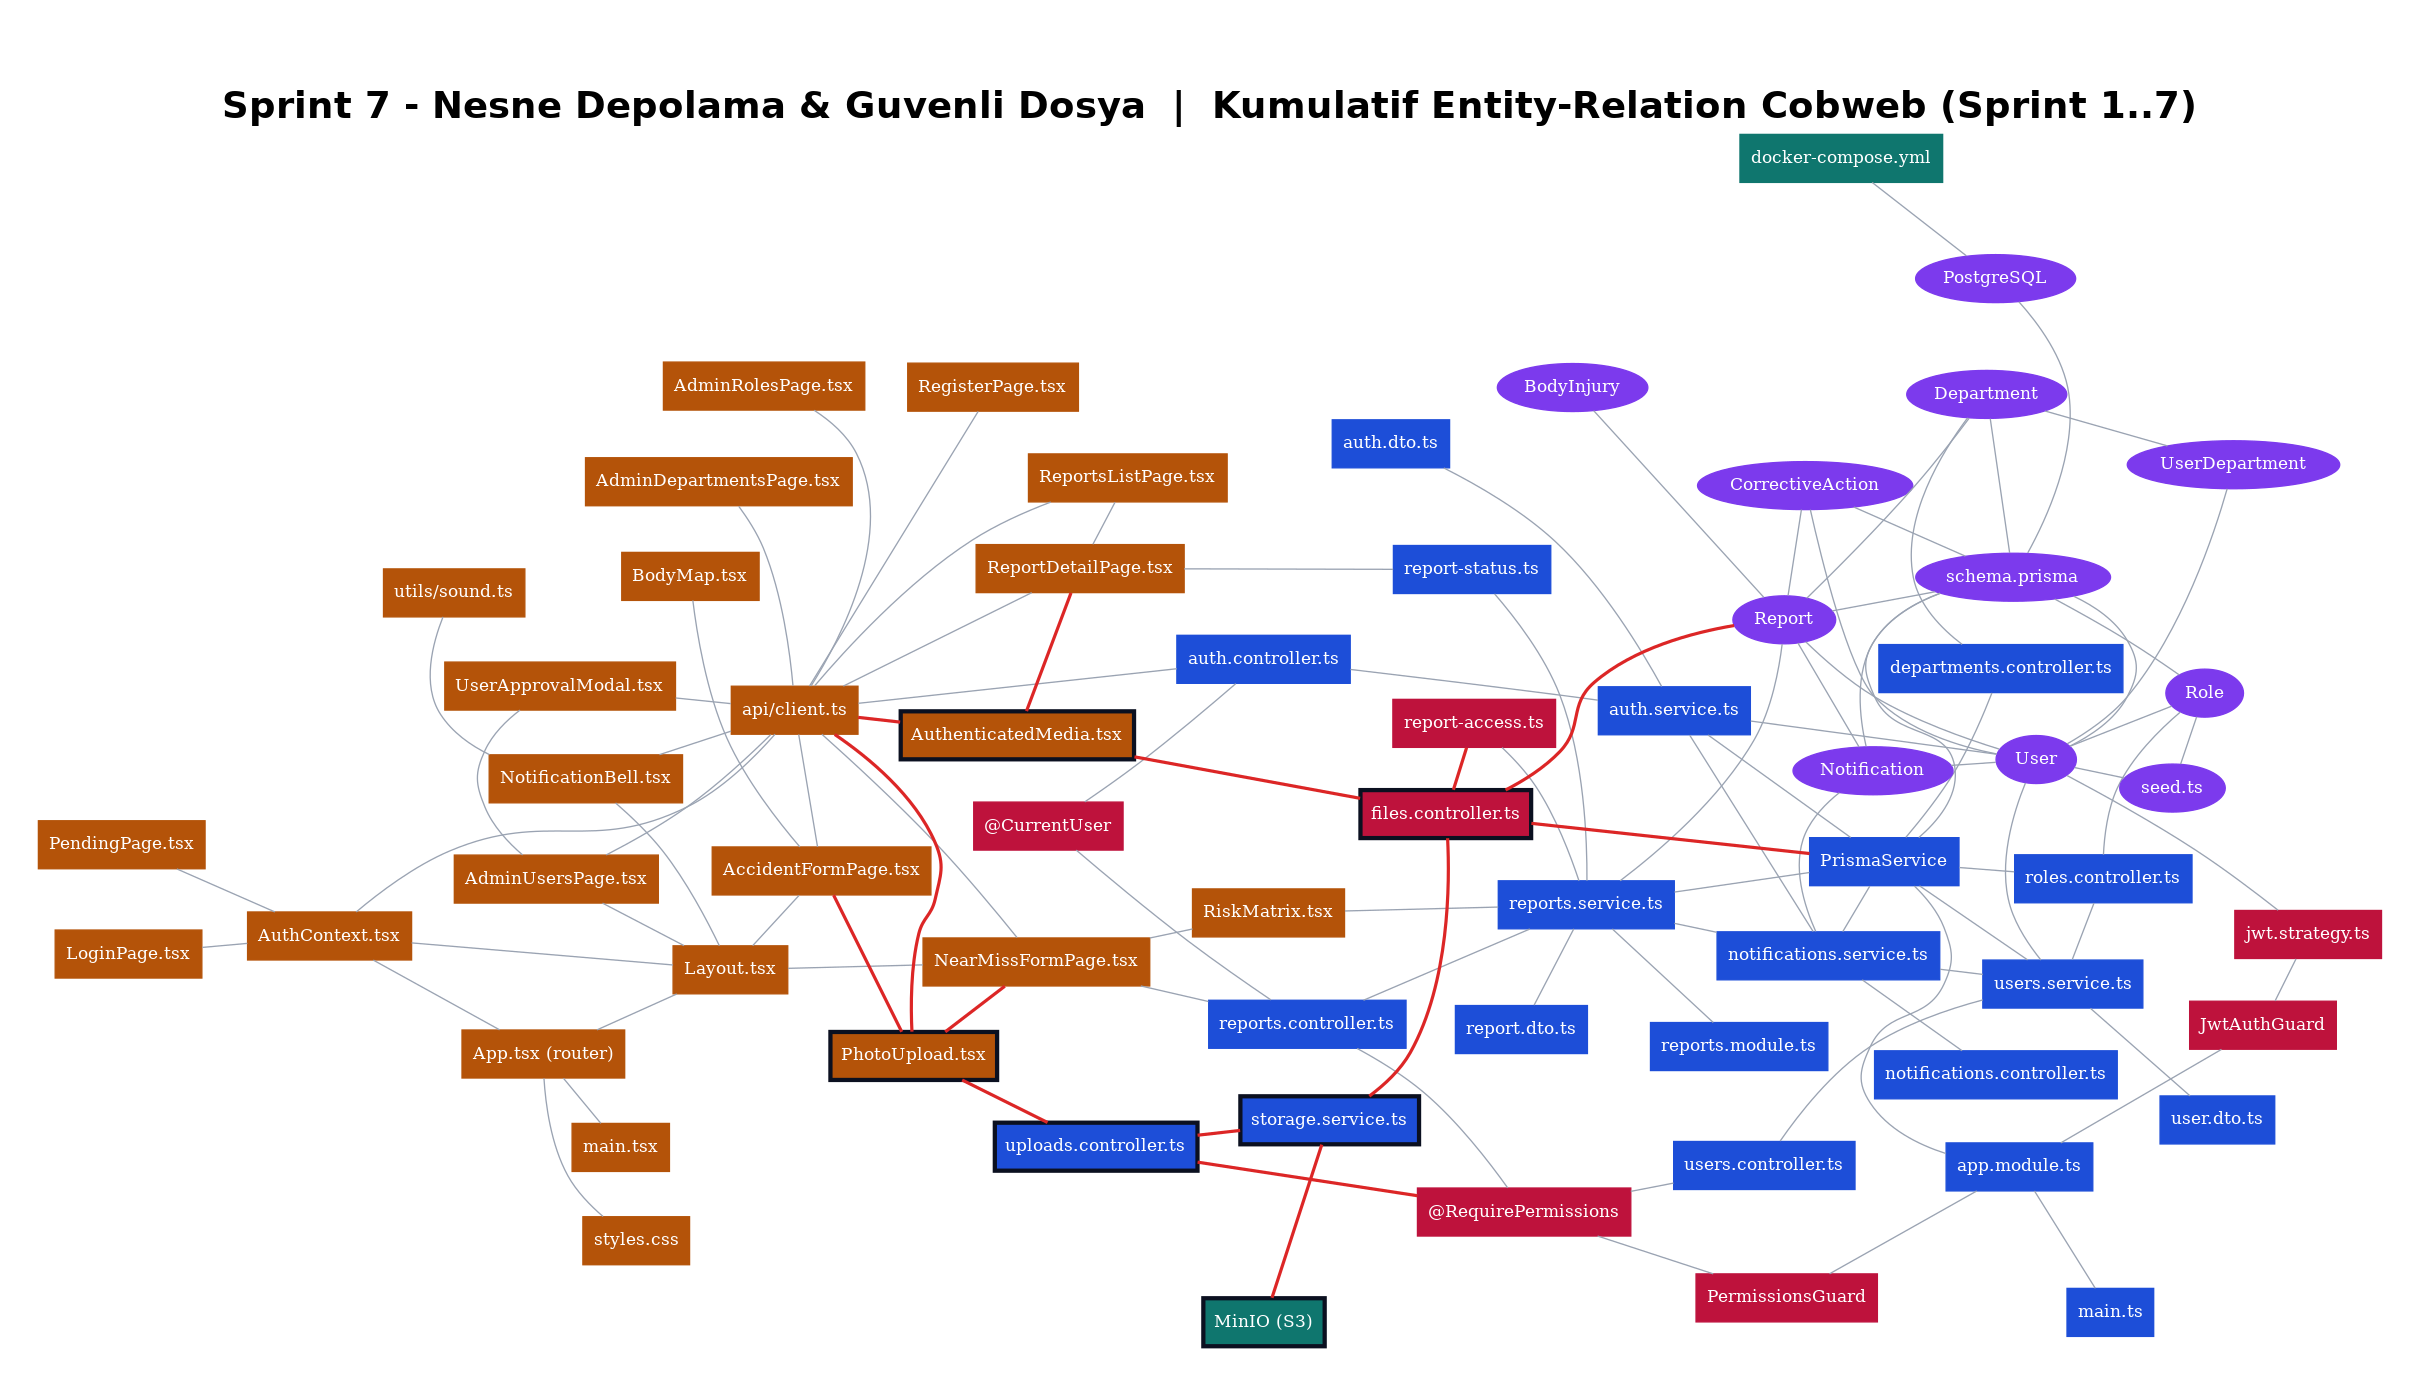 Sprint 7 - Nesne Depolama & Guvenli Dosya | Kumulatif Entity-Relation Cobweb (Sprint 1..7)
docker-compose.yml
PostgreSQL
AdminRolesPage.tsx
RegisterPage.tsx
BodyInjury
Department
auth.dto.ts
UserDepartment
AdminDepartmentsPage.tsx
ReportsListPage.tsx
CorrectiveAction
BodyMap.tsx
ReportDetailPage.tsx
report-status.ts
schema.prisma
utils/sound.ts
Report
UserApprovalModal.tsx
auth.controller.ts
departments.controller.ts
Role
api/client.ts
AuthenticatedMedia.tsx
report-access.ts
auth.service.ts
User
NotificationBell.tsx
Notification
seed.ts
@CurrentUser
files.controller.ts
PendingPage.tsx
AdminUsersPage.tsx
AccidentFormPage.tsx
PrismaService
roles.controller.ts
RiskMatrix.tsx
reports.service.ts
AuthContext.tsx
jwt.strategy.ts
LoginPage.tsx
Layout.tsx
NearMissFormPage.tsx
notifications.service.ts
users.service.ts
reports.controller.ts
report.dto.ts
JwtAuthGuard
App.tsx (router)
PhotoUpload.tsx
reports.module.ts
notifications.controller.ts
main.tsx
uploads.controller.ts
storage.service.ts
user.dto.ts
users.controller.ts
app.module.ts
styles.css
@RequirePermissions
MinIO (S3)
PermissionsGuard
main.ts